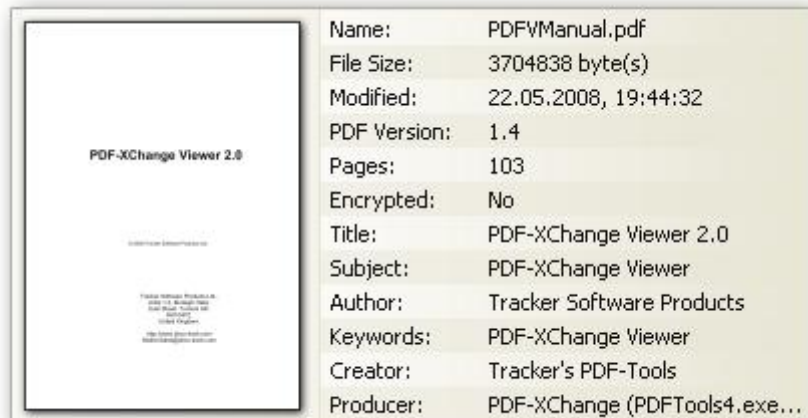 PDF-XChange Viewer 2.0
Name: PDFVManual.pdf
File Size: 3704838 byte(s)
Modified: 22.05.2008, 19:44:32
PDF Version: 1.4
Pages: 103
Encrypted: No
Title: PDF-XChange Viewer 2.0
Subject: PDF-XChange Viewer
Author: Tracker Software Products
Keywords: PDF-XChange Viewer
Creator: Tracker's PDF-Tools
Producer: PDF-XChange (PDFTools4.exe...